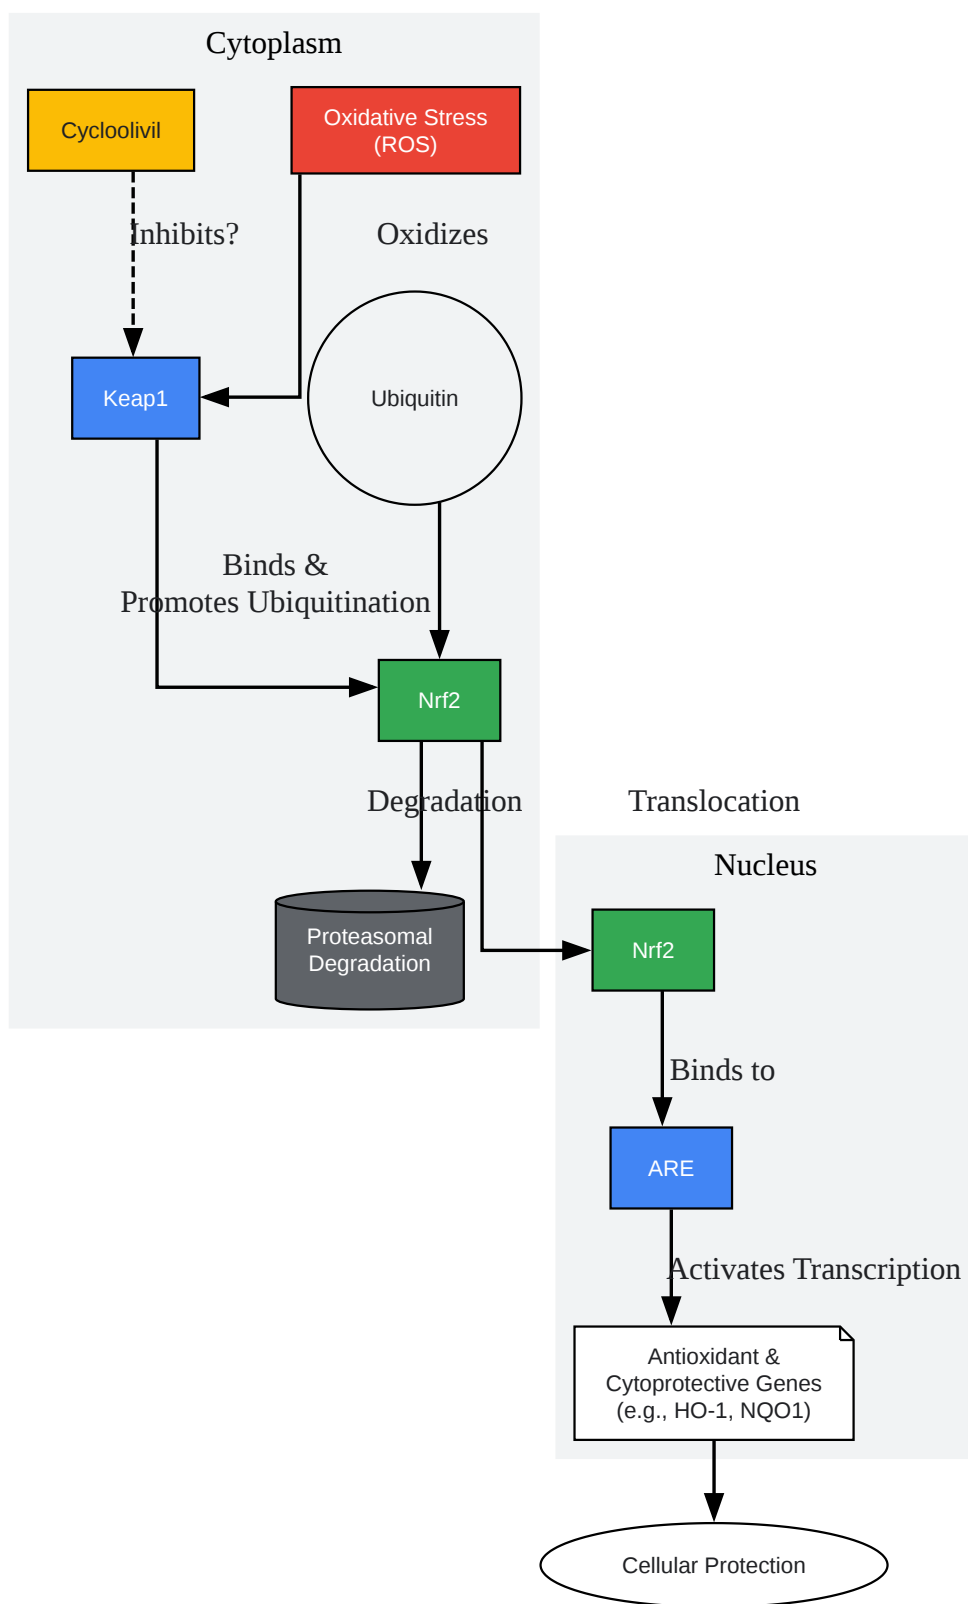 Cytoplasm
Cycloolivil
Oxidative Stress
(ROS)
Inhibits?
Oxidizes
Keap1
Ubiquitin
Binds &
Promotes Ubiquitination
Nrf2
Degradation
Translocation
Nucleus
Proteasomal
Degradation
Nrf2
Binds to
ARE
Activates Transcription
Antioxidant &
Cytoprotective Genes
(e.g., HO-1, NQO1)
Cellular Protection